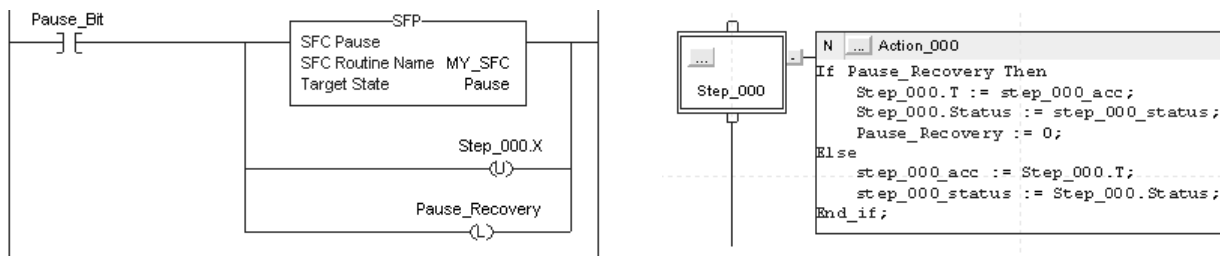 Pause_Bit
SFP
SFC Pause
SFC Routine Name MY_SFC
Target State Pause
Step_000.X
U
Pause_Recovery
L
...
Step_000
N ... Action_000
If Pause_Recovery Then
Step_000.T := step_000_acc;
Step_000.Status := step_000_status;
Pause_Recovery := 0;
Else
step_000_acc := Step_000.T;
step_000_status := Step_000.Status;
End_if;